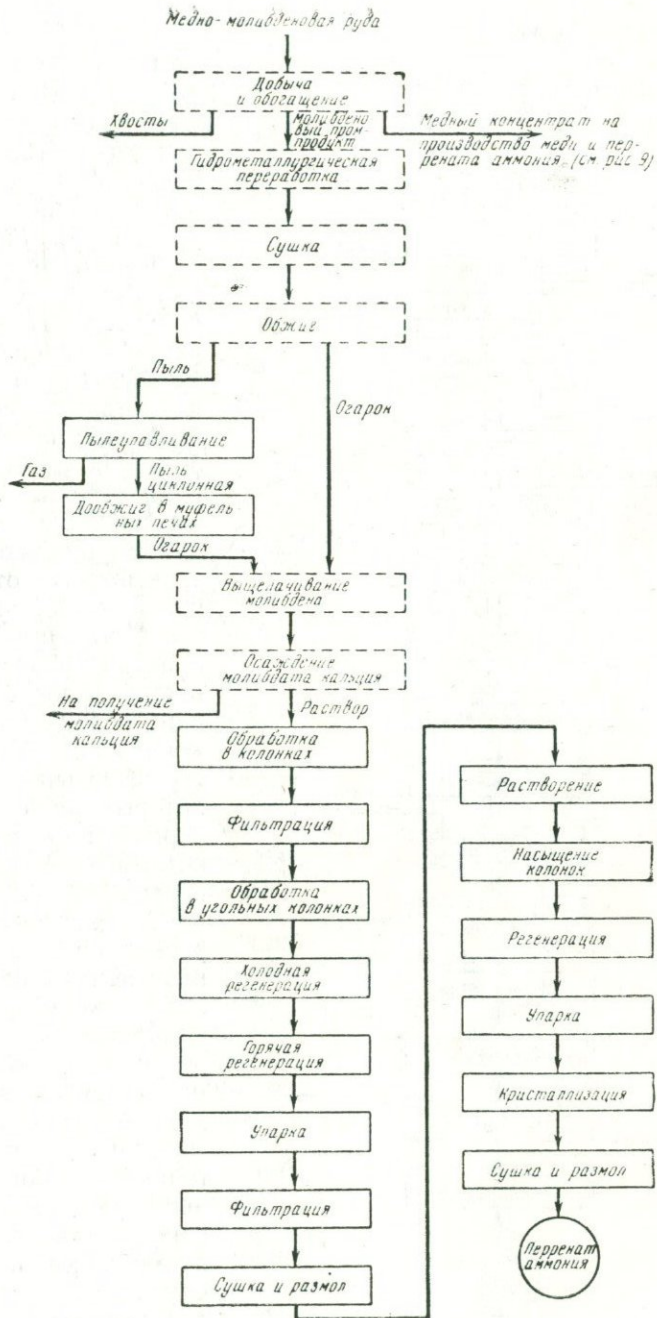 Медно-молибденовая руда
Добыча
и обогащение
Хвосты
Молибдено
вый пром-
продукт
Медный концентрат на
производство меди и пер-
рената аммония (см рис 9)
Гидрометаллургическая
переработка
Сушка
Обжиг
Пыль
Огарок
Пылеулавливание
Газ
Пыль
циклонная
Дообжиг в муфель
ных печах
Огарок
Выщелачивание
молибдена
Осаждение
молибдата кальция
На получение
молибдата
кальция
Раствор
Обработка
в колонках
Фильтрация
Обработка
в угольных колонках
Холодная
регенерация
Горячая
регенерация
Упарка
Фильтрация
Сушка и размол
Растворение
Насыщение
колонок
Регенерация
Упарка
Кристаллизация
Сушка и размол
Перренат
аммония